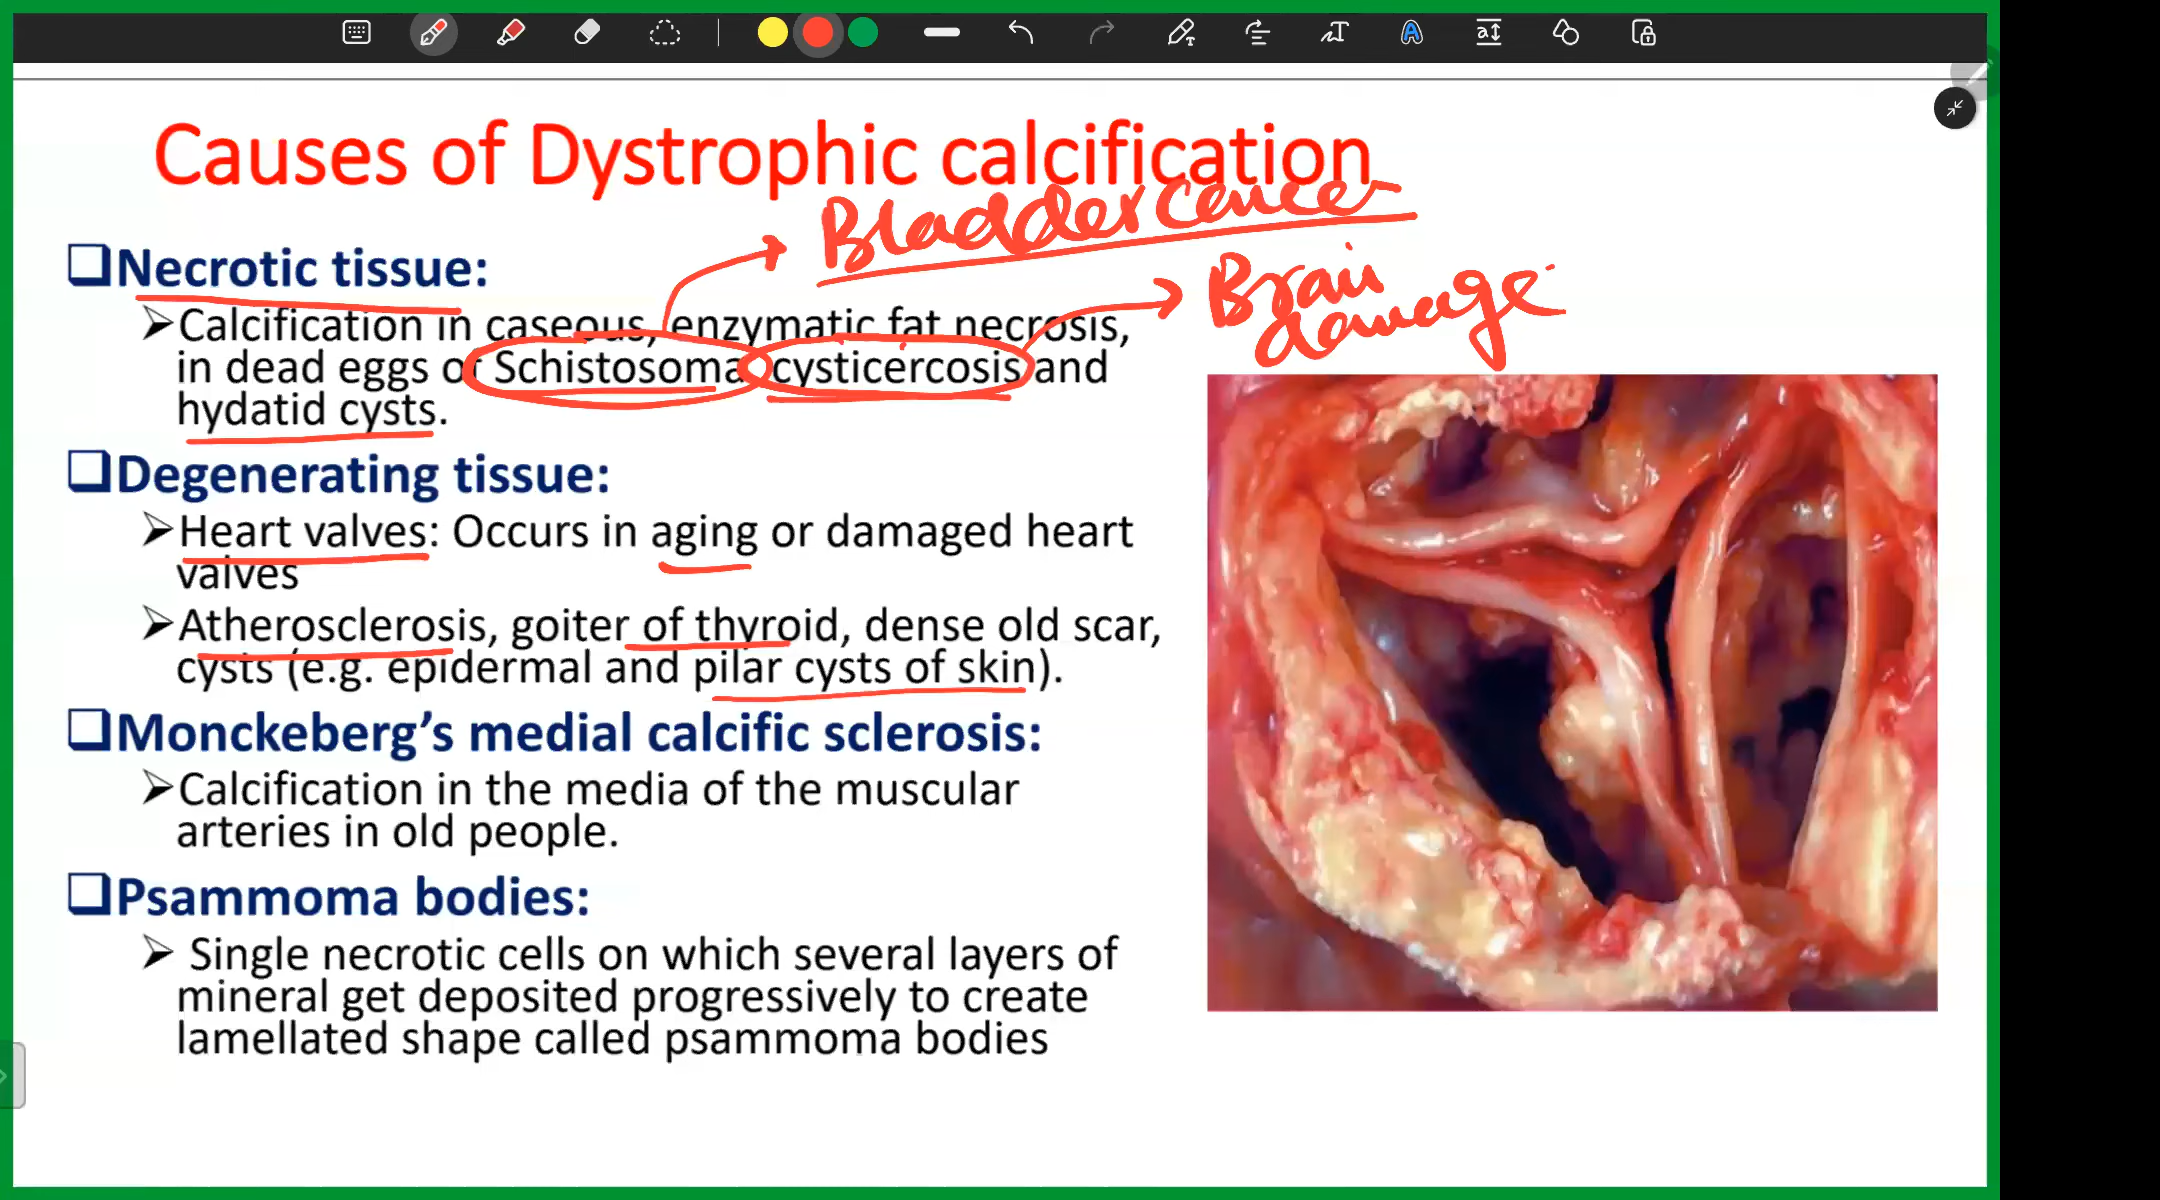 Causes of Dystrophic calcification
Bladder cancer
Necrotic tissue:
Brain
damage
Calcification in caseous, enzymatic fat necrosis,
in dead eggs of Schistosoma cysticercosis and
hydatid cysts.
Degenerating tissue:
Heart valves: Occurs in aging or damaged heart
valves
Atherosclerosis, goiter of thyroid, dense old scar,
cysts (e.g. epidermal and pilar cysts of skin).
Monckeberg’s medial calcific sclerosis:
Calcification in the media of the muscular
arteries in old people.
Psammoma bodies:
Single necrotic cells on which several layers of
mineral get deposited progressively to create
lamellated shape called psammoma bodies